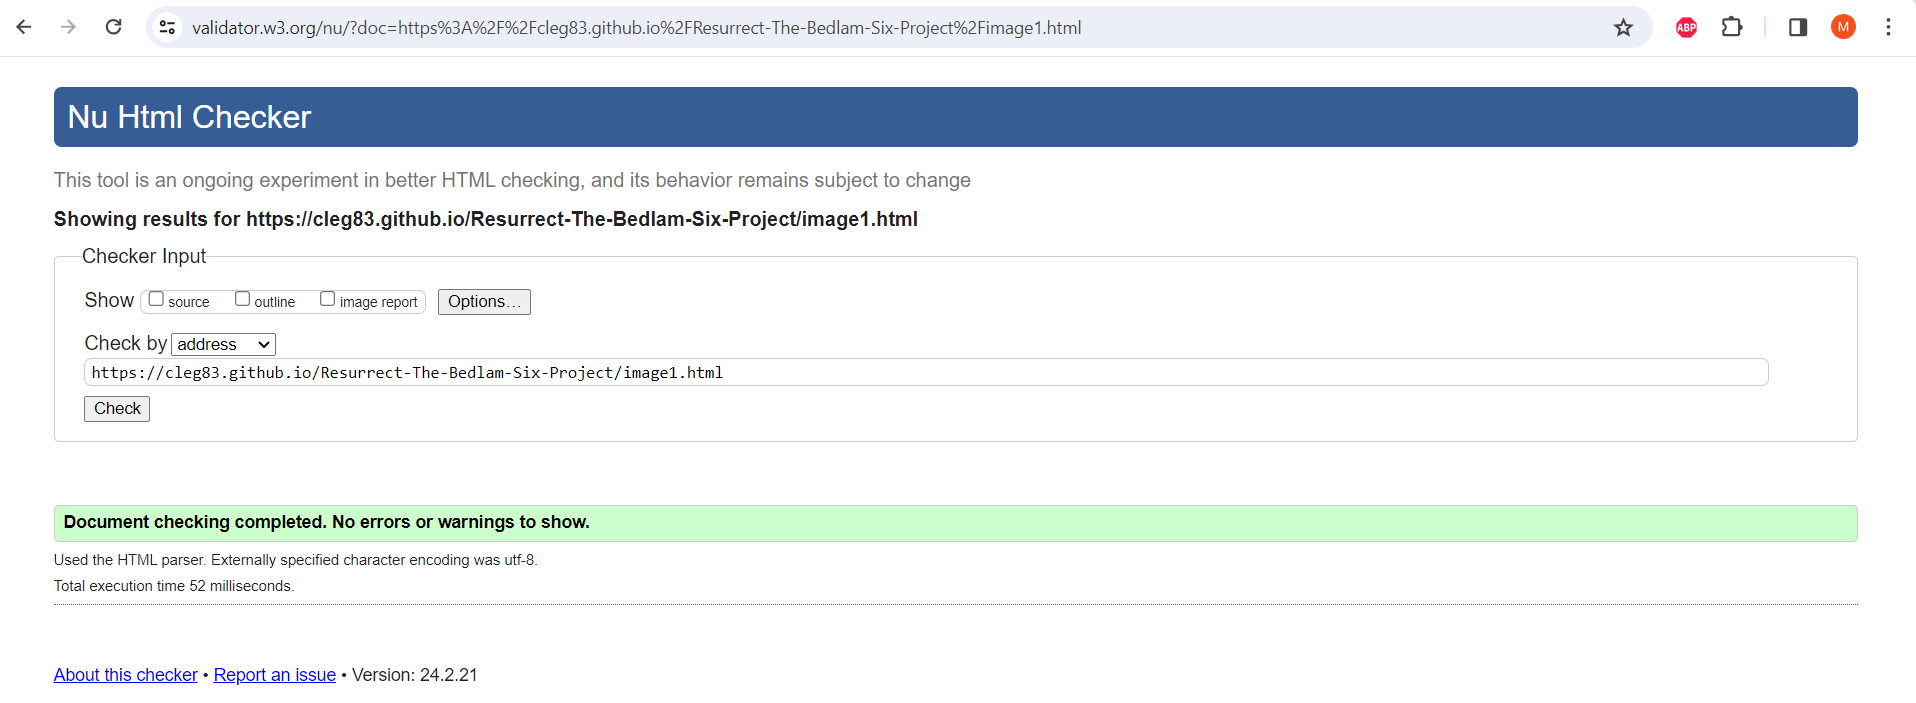 validator.w3.org/nu/?doc=https%3A%2F%2Fcleg83.github.io%2FResurrect-The-Bedlam-Six-Project%2Fimage1.html
ABP
M
Nu Html Checker
This tool is an ongoing experiment in better HTML checking, and its behavior remains subject to change
Showing results for https://cleg83.github.io/Resurrect-The-Bedlam-Six-Project/image1.html
Checker Input
Show source outline image report Options…
Check by address
https://cleg83.github.io/Resurrect-The-Bedlam-Six-Project/image1.html
Check
Document checking completed. No errors or warnings to show.
Used the HTML parser. Externally specified character encoding was utf-8.
Total execution time 52 milliseconds.
About this checker • Report an issue • Version: 24.2.21